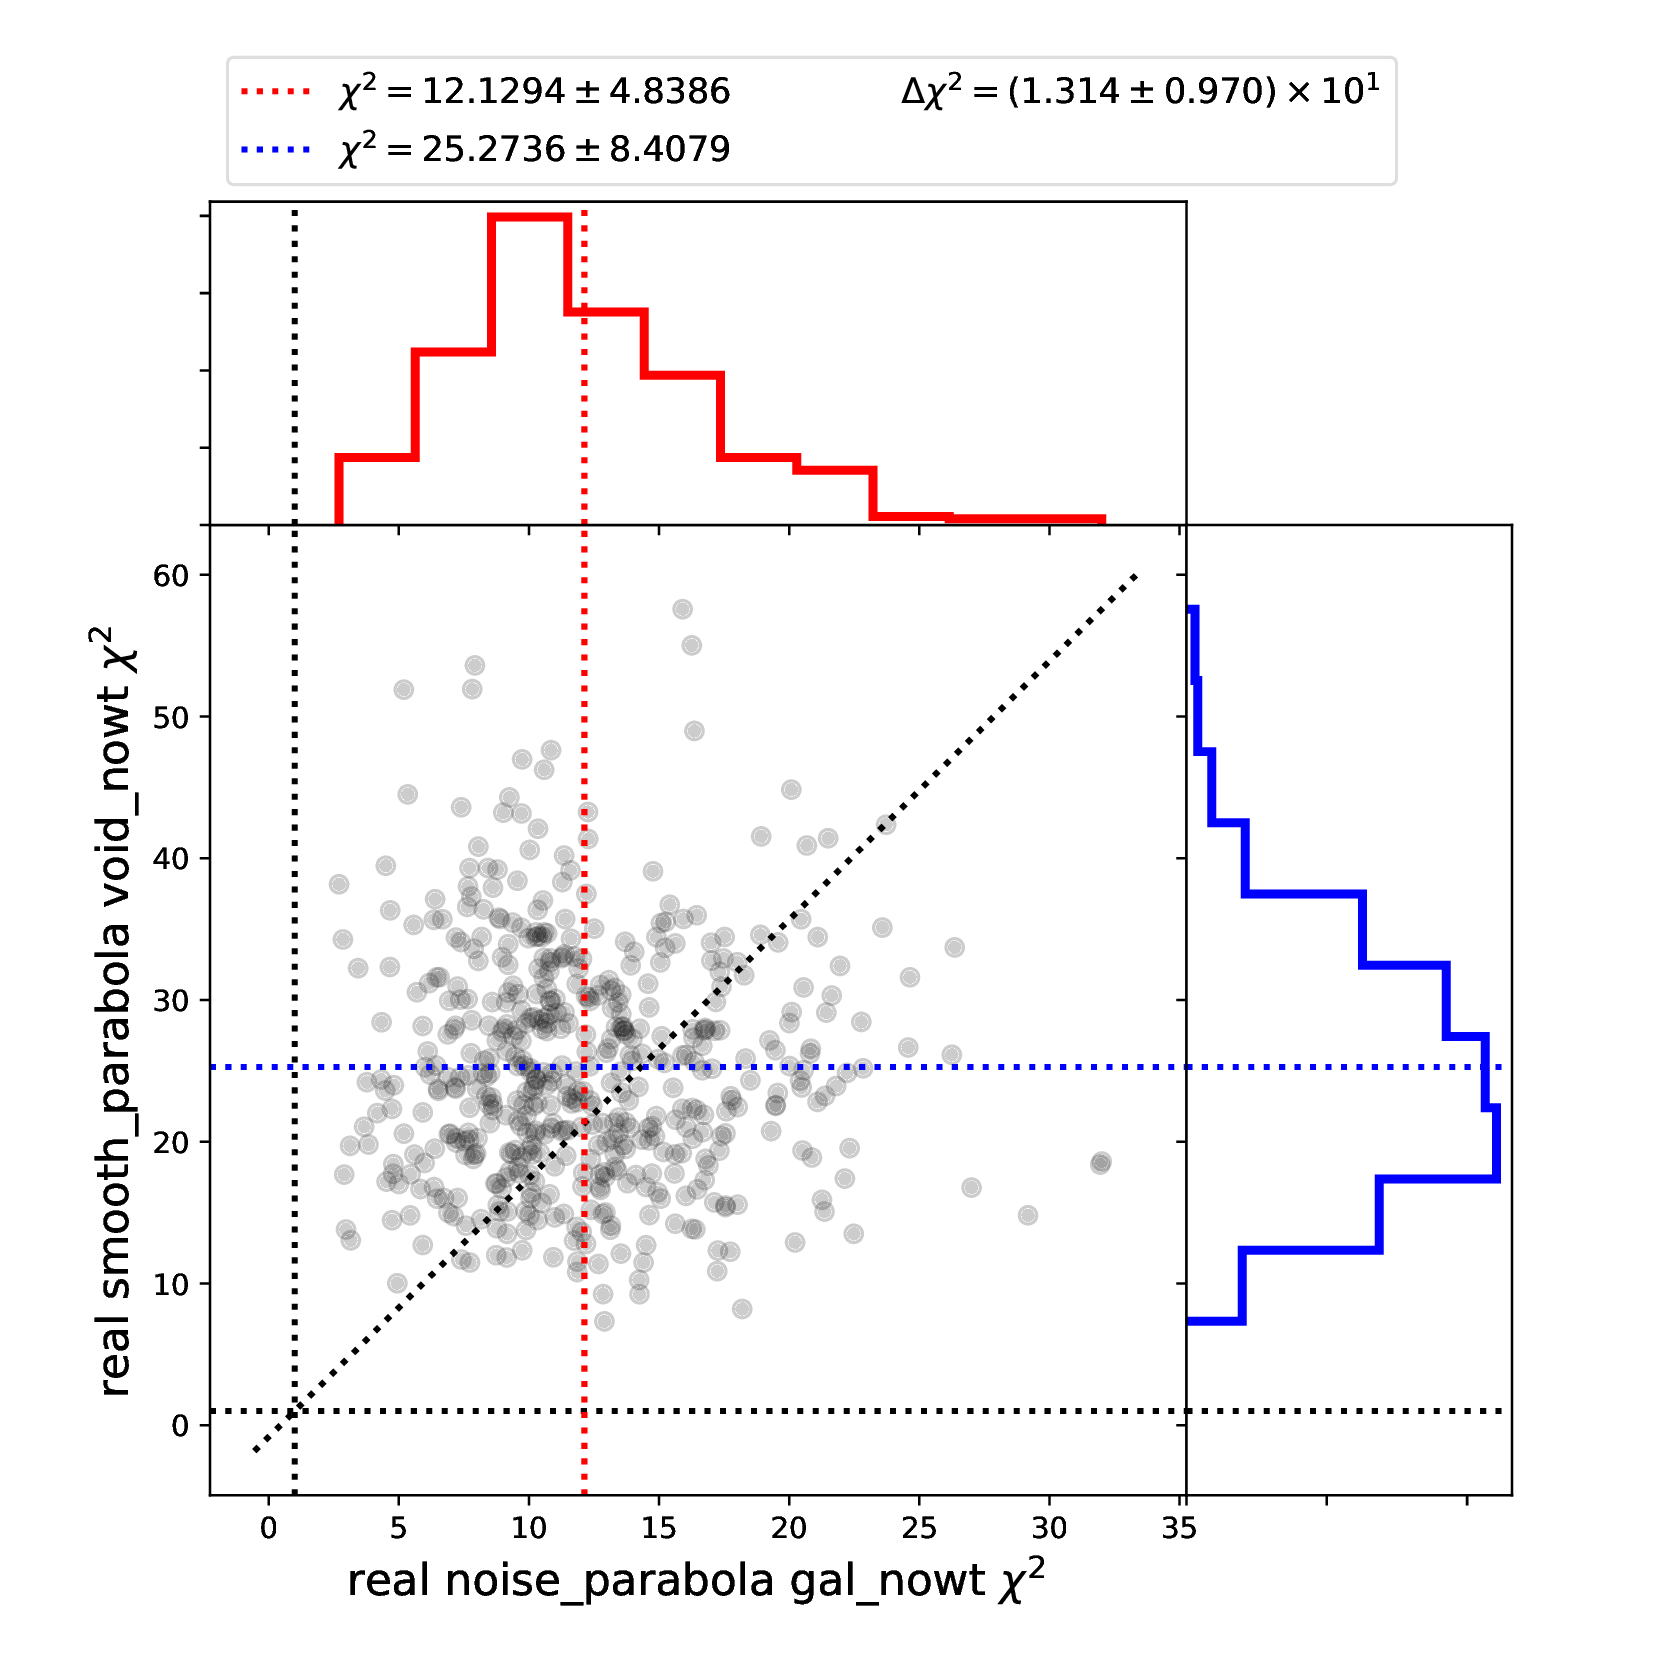 χ² = 12.1294 ± 4.8386
χ² = 25.2736 ± 8.4079
Δχ² = (1.314 ± 0.970) × 10¹
60
50
40
30
20
10
0
real smooth_parabola void_nowt χ²
0 5 10 15 20 25 30 35
real noise_parabola gal_nowt χ²